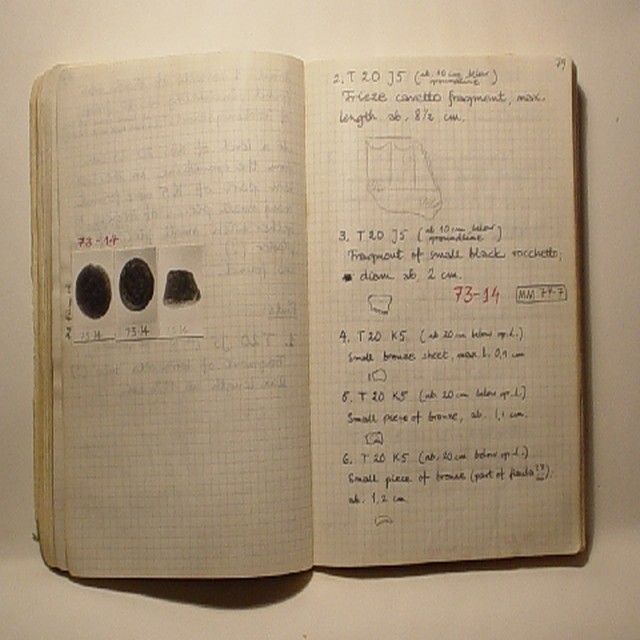 73-14
73-14
73-14
73-14
79
2. T 20 J5 (ab. 10 cm below
groundline)
Frieze cavetto fragment, max.
length ab. 8½ cm.
3. T 20 J5 (ab 10 cm below
groundline)
Fragment of small black rocchetto,
diam ab. 2 cm.
73-14 MM 74-7
4. T 20 K5 (ab 20 cm below gp.l.)
Small bronze sheet, max l. 0,9 cm
5. T 20 K5 (ab. 20 cm below gp.l.)
Small piece of bronze, ab. 1,1 cm.
6. T 20 K5 (ab. 20 cm below gp.l.)
Small piece of bronze (part of fibula
ab. 1,2 cm